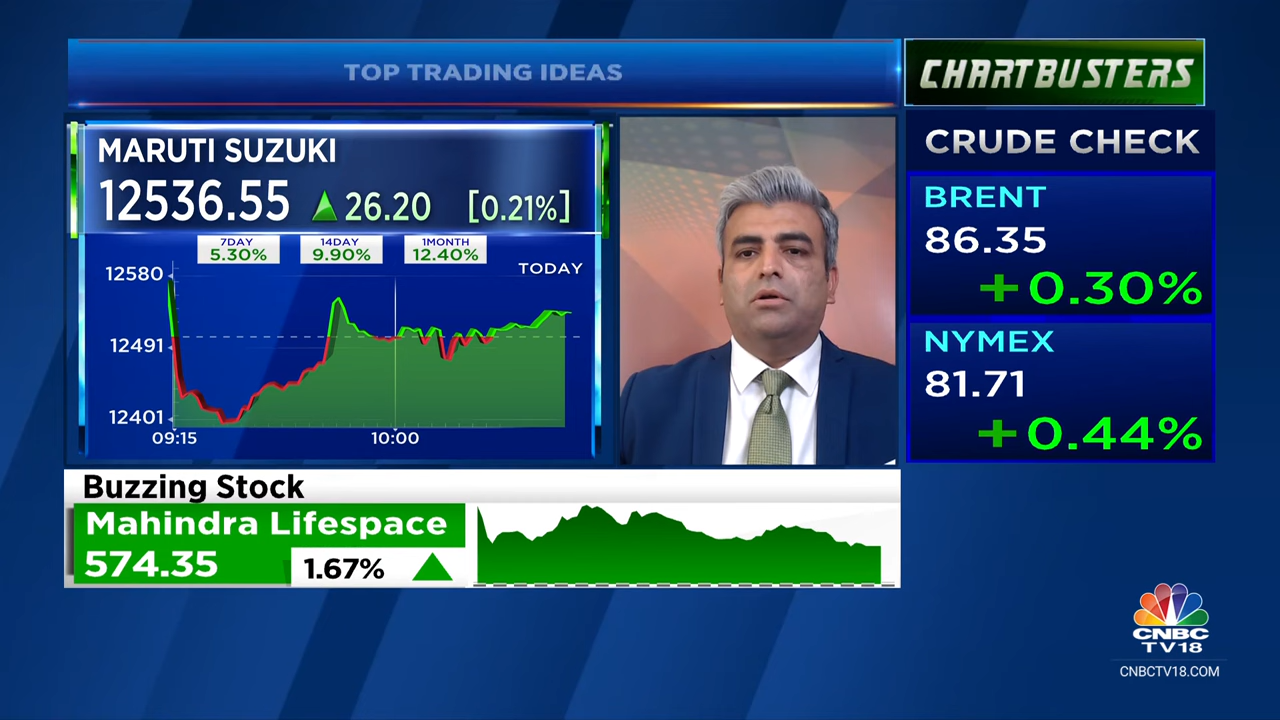 TOP TRADING IDEAS
CHARTBUSTERS
MARUTI SUZUKI
12536.55 ▲ 26.20 [0.21%]
7DAY
5.30%
14DAY
9.90%
1MONTH
12.40%
TODAY
12580
12491
12401
09:15
10:00
CRUDE CHECK
BRENT
86.35
+0.30%
NYMEX
81.71
+0.44%
Buzzing Stock
Mahindra Lifespace
574.35
1.67% ▲
CNBC
TV18
CNBCTV18.COM